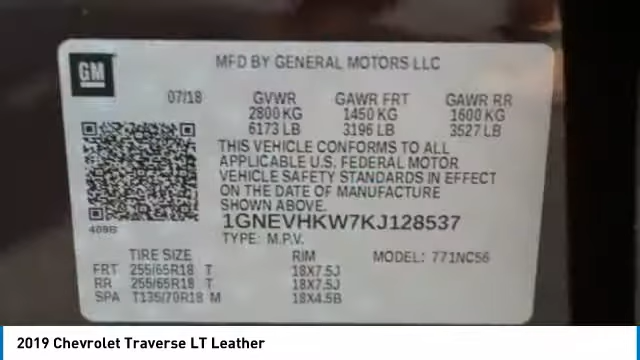 GM
MFD BY GENERAL MOTORS LLC
07/18 GVWR GAWR FRT GAWR RR
2800 KG 1450 KG 1600 KG
6173 LB 3196 LB 3527 LB
THIS VEHICLE CONFORMS TO ALL
APPLICABLE U.S. FEDERAL MOTOR
VEHICLE SAFETY STANDARDS IN EFFECT
ON THE DATE OF MANUFACTURE
SHOWN ABOVE.
1GNEVHKW7KJ128537
TYPE: M.P.V.
TIRE SIZE RIM MODEL: 771NC56
FRT 255/65R18 T 18X7.5J
RR 255/65R18 T 18X7.5J
SPA T135/70R18 M 18X4.5B
2019 Chevrolet Traverse LT Leather